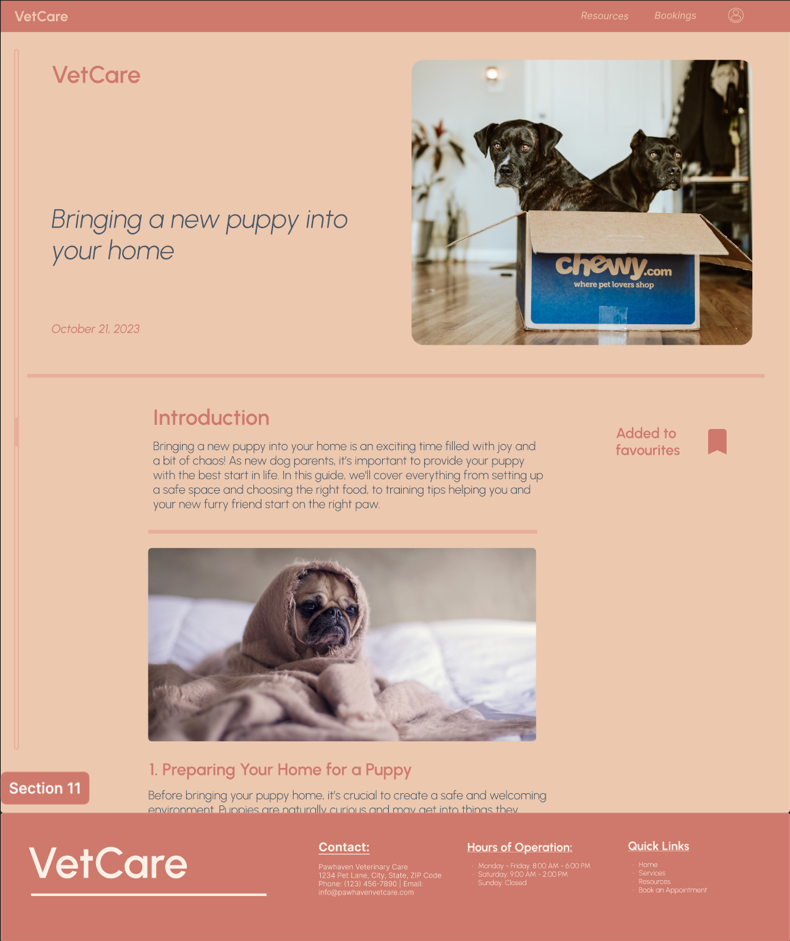 VetCare
Resources
Bookings
VetCare
Bringing a new puppy into
your home
October 21, 2023
chewy.com
where pet lovers shop
Introduction
Bringing a new puppy into your home is an exciting time filled with joy and
a bit of chaos! As new dog parents, it's important to provide your puppy
with the best start in life. In this guide, we'll cover everything from setting up
a safe space and choosing the right food, to training tips helping you and
your new furry friend start on the right paw.
Added to
favourites
1. Preparing Your Home for a Puppy
Before bringing your puppy home, it's crucial to create a safe and welcoming
environment. Puppies are naturally curious and may get into things they
Section 11
VetCare
Contact:
Pawhaven Veterinary Care
1234 Pet Lane, City, State, ZIP Code
Phone: (123) 456-7890 | Email:
info@pawhavenvetcare.com
Hours of Operation:
· Monday - Friday: 8:00 AM - 6:00 PM
Saturday: 9:00 AM - 2:00 PM
· Sunday: Closed
Quick Links
· Home
· Services
· Resources
· Book an Appointment